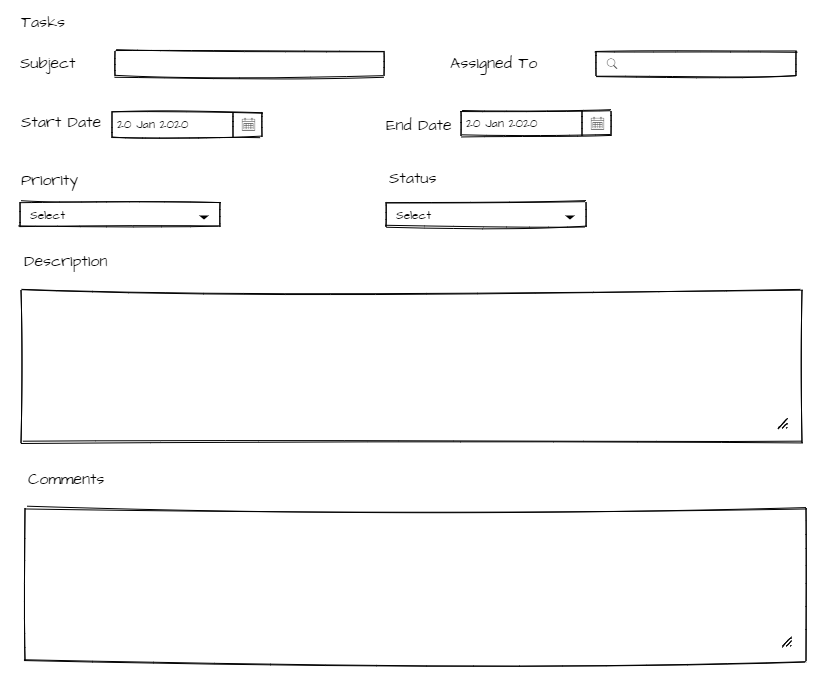 Tasks
Subject Assigned To
Start Date 20 Jan 2020 End Date 20 Jan 2020
Priority Status
Select Select
Description
Comments